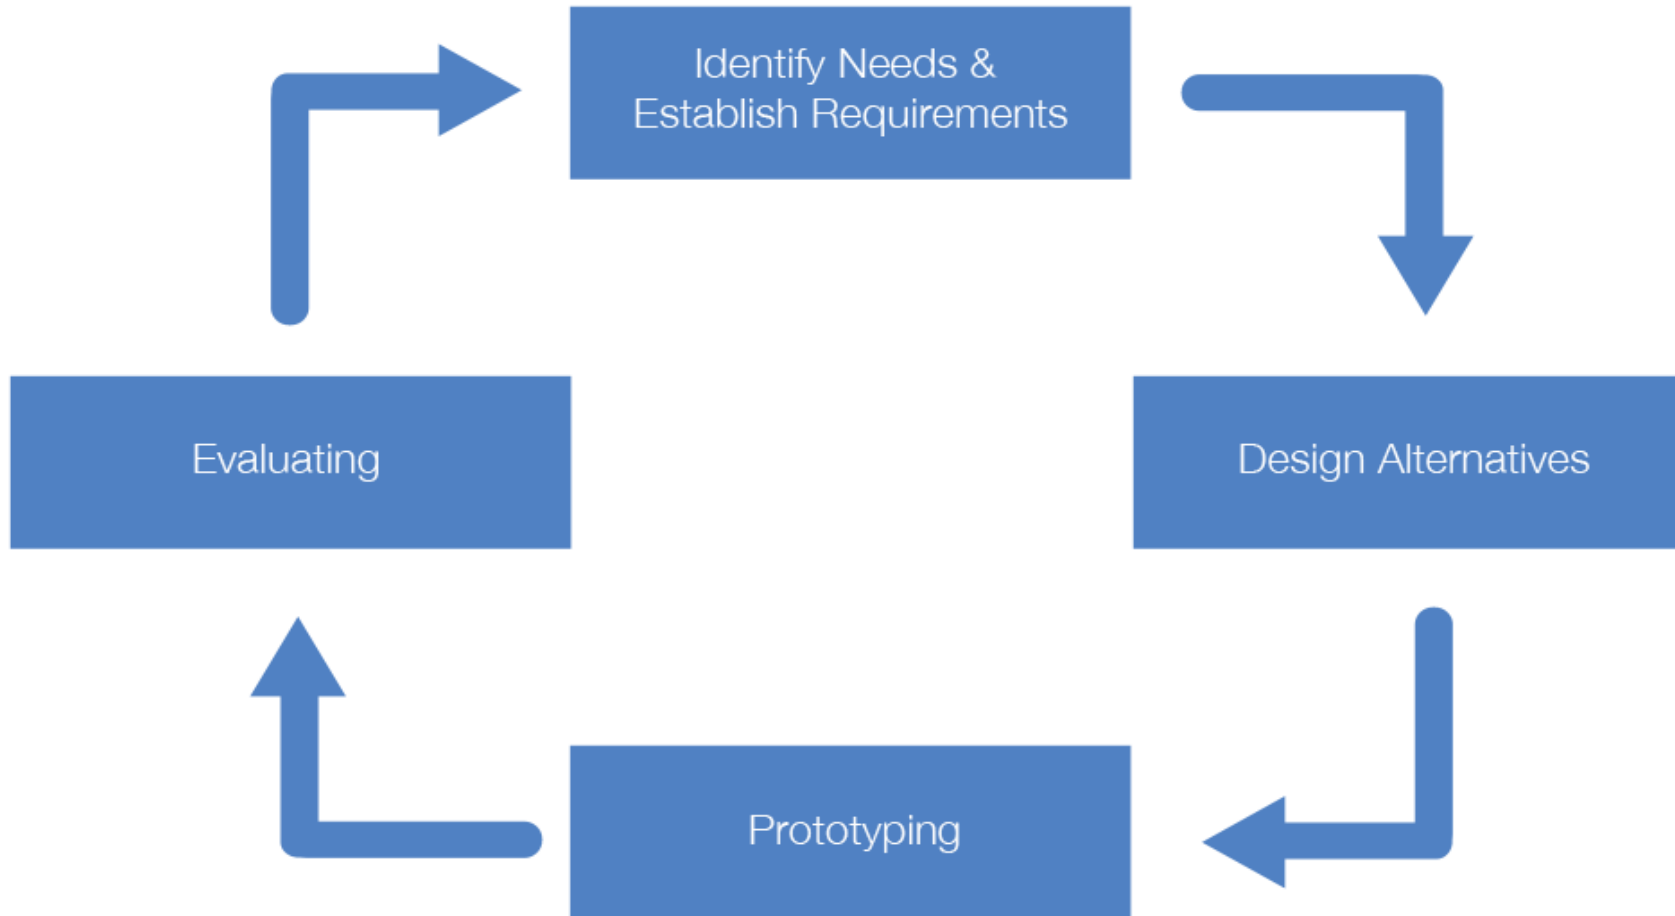 Identify Needs &
Establish Requirements
Evaluating
Design Alternatives
Prototyping